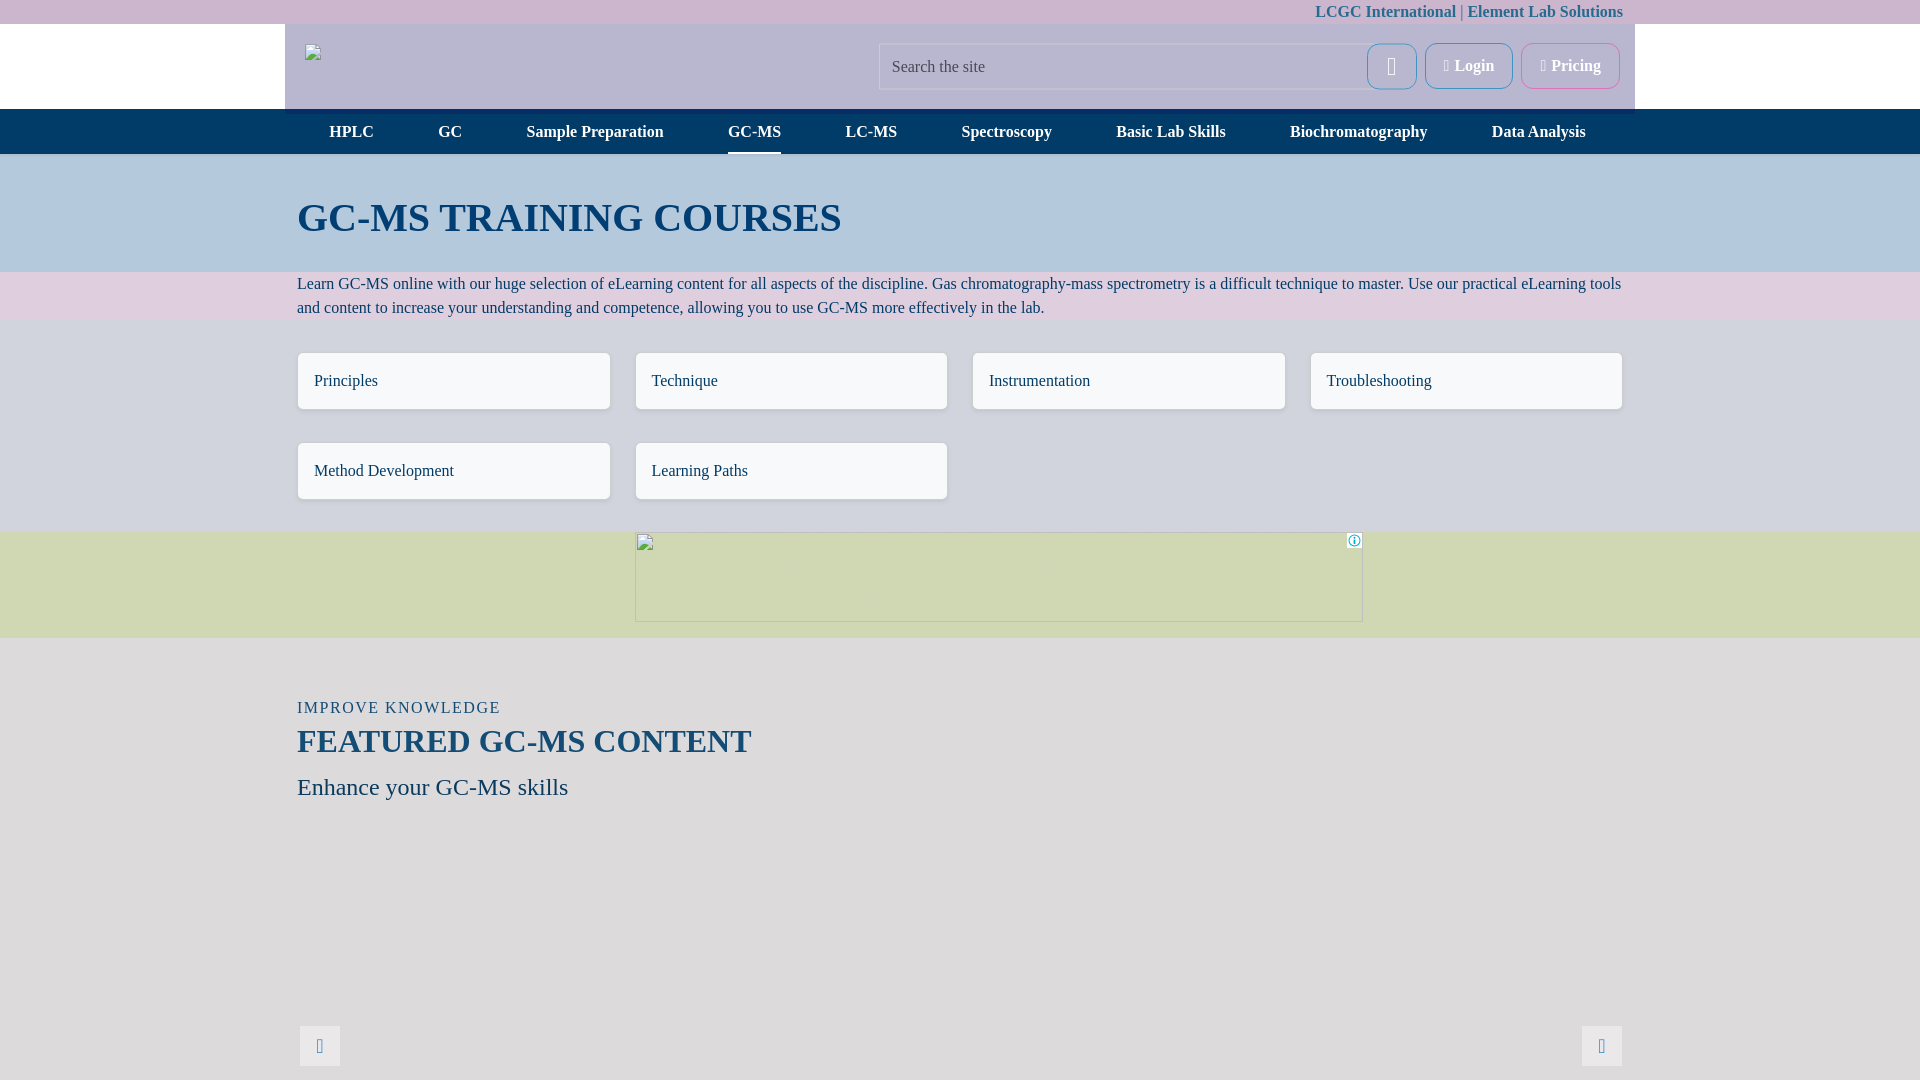 LCGC International | Element Lab Solutions
Search the site
Login
Pricing
HPLC
GC
Sample Preparation
GC-MS
LC-MS
Spectroscopy
Basic Lab Skills
Biochromatography
Data Analysis
GC-MS TRAINING COURSES
Learn GC-MS online with our huge selection of eLearning content for all aspects of the discipline. Gas chromatography-mass spectrometry is a difficult technique to master. Use our practical eLearning tools
and content to increase your understanding and competence, allowing you to use GC-MS more effectively in the lab.
Principles
Technique
Instrumentation
Troubleshooting
Method Development
Learning Paths
IMPROVE KNOWLEDGE
FEATURED GC-MS CONTENT
Enhance your GC-MS skills